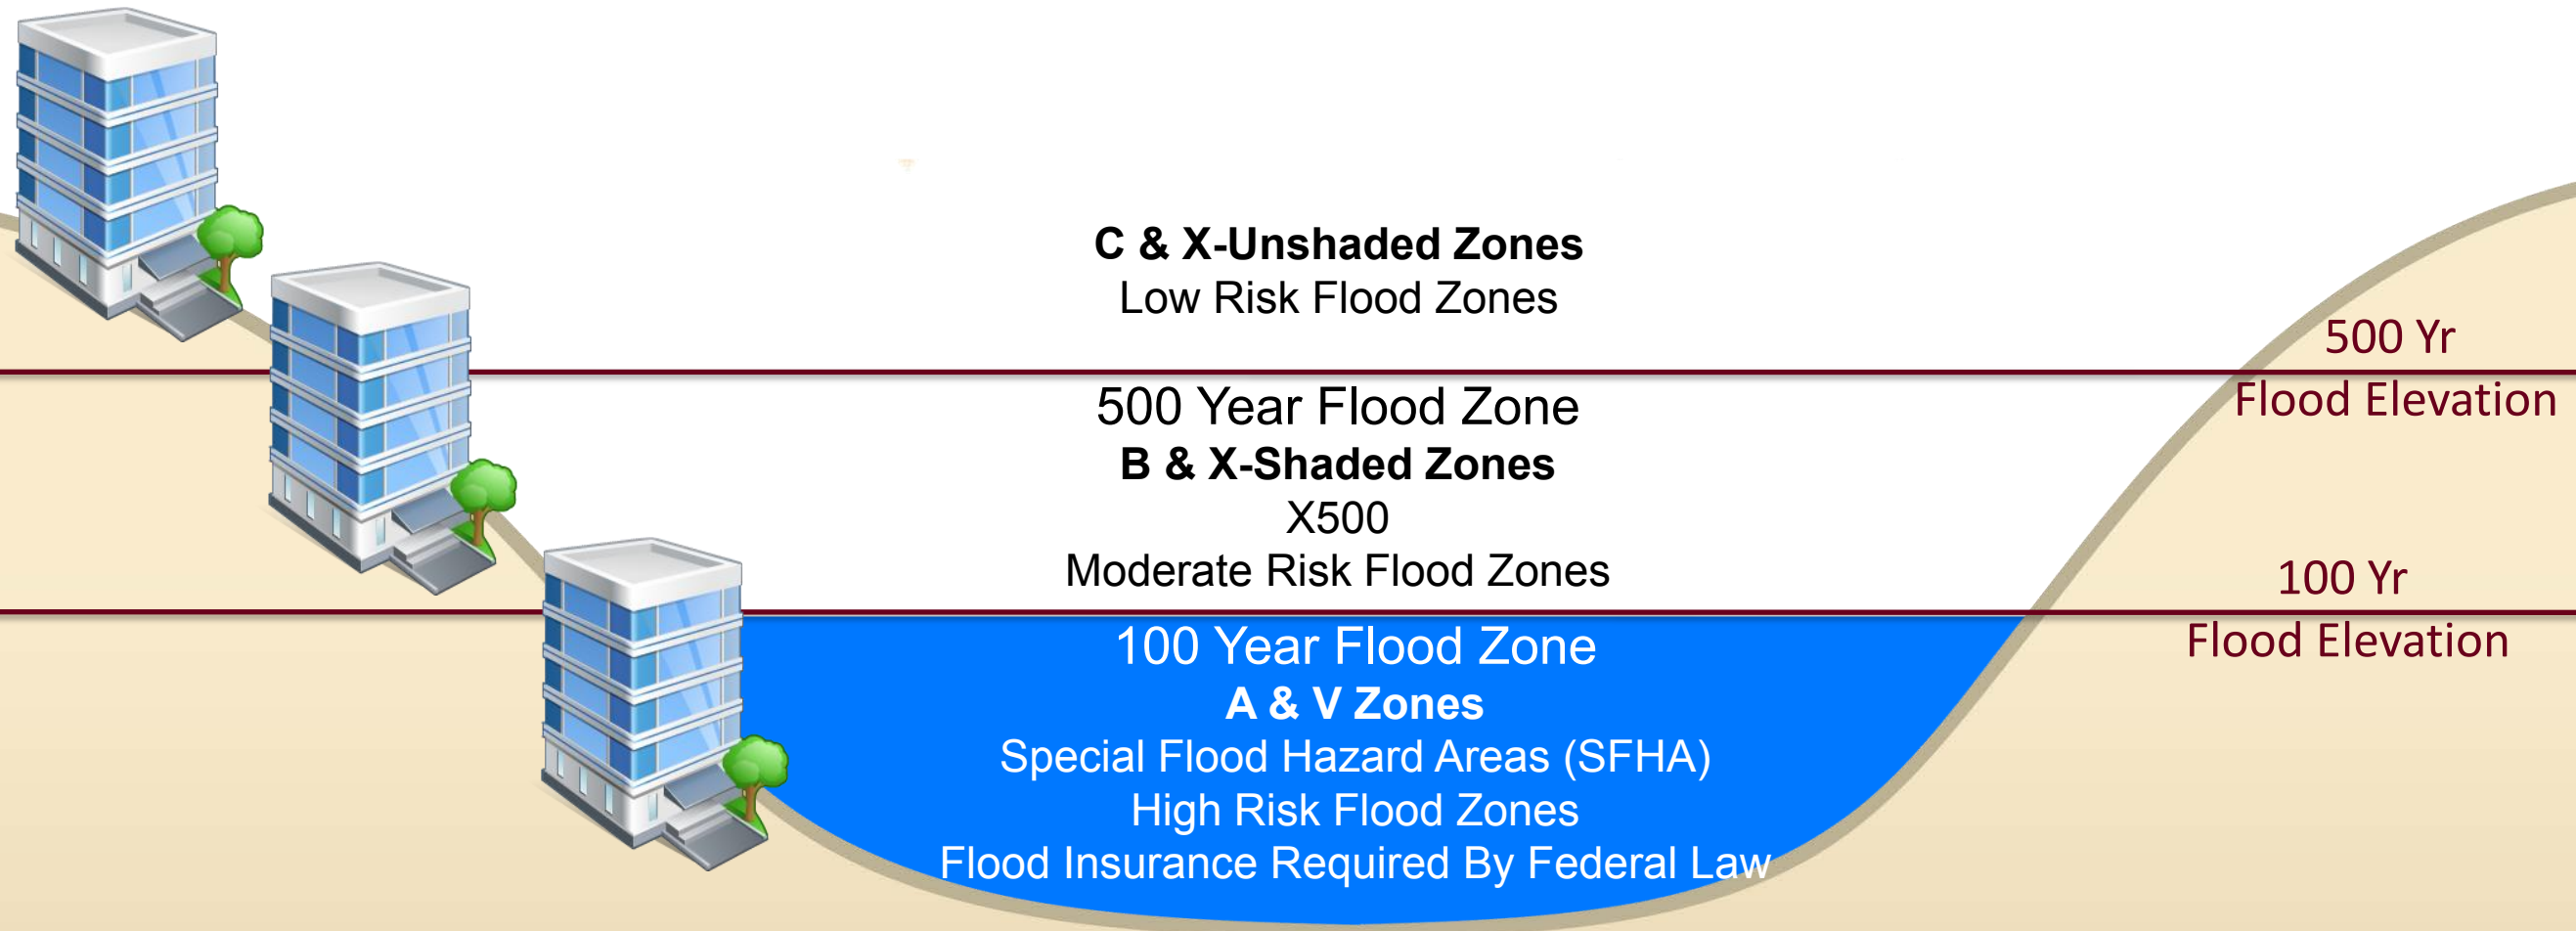 C & X-Unshaded Zones
Low Risk Flood Zones
500 Yr
Flood Elevation
500 Year Flood Zone
B & X-Shaded Zones
X500
Moderate Risk Flood Zones
100 Yr
Flood Elevation
100 Year Flood Zone
A & V Zones
Special Flood Hazard Areas (SFHA)
High Risk Flood Zones
Flood Insurance Required By Federal Law